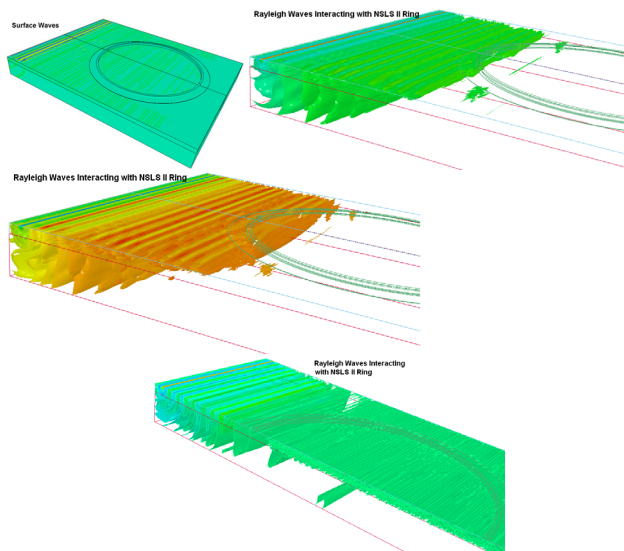 Surface Waves
Rayleigh Waves Interacting with NSLS II Ring
Rayleigh Waves Interacting with NSLS II Ring
Rayleigh Waves Interacting
with NSLS II Ring